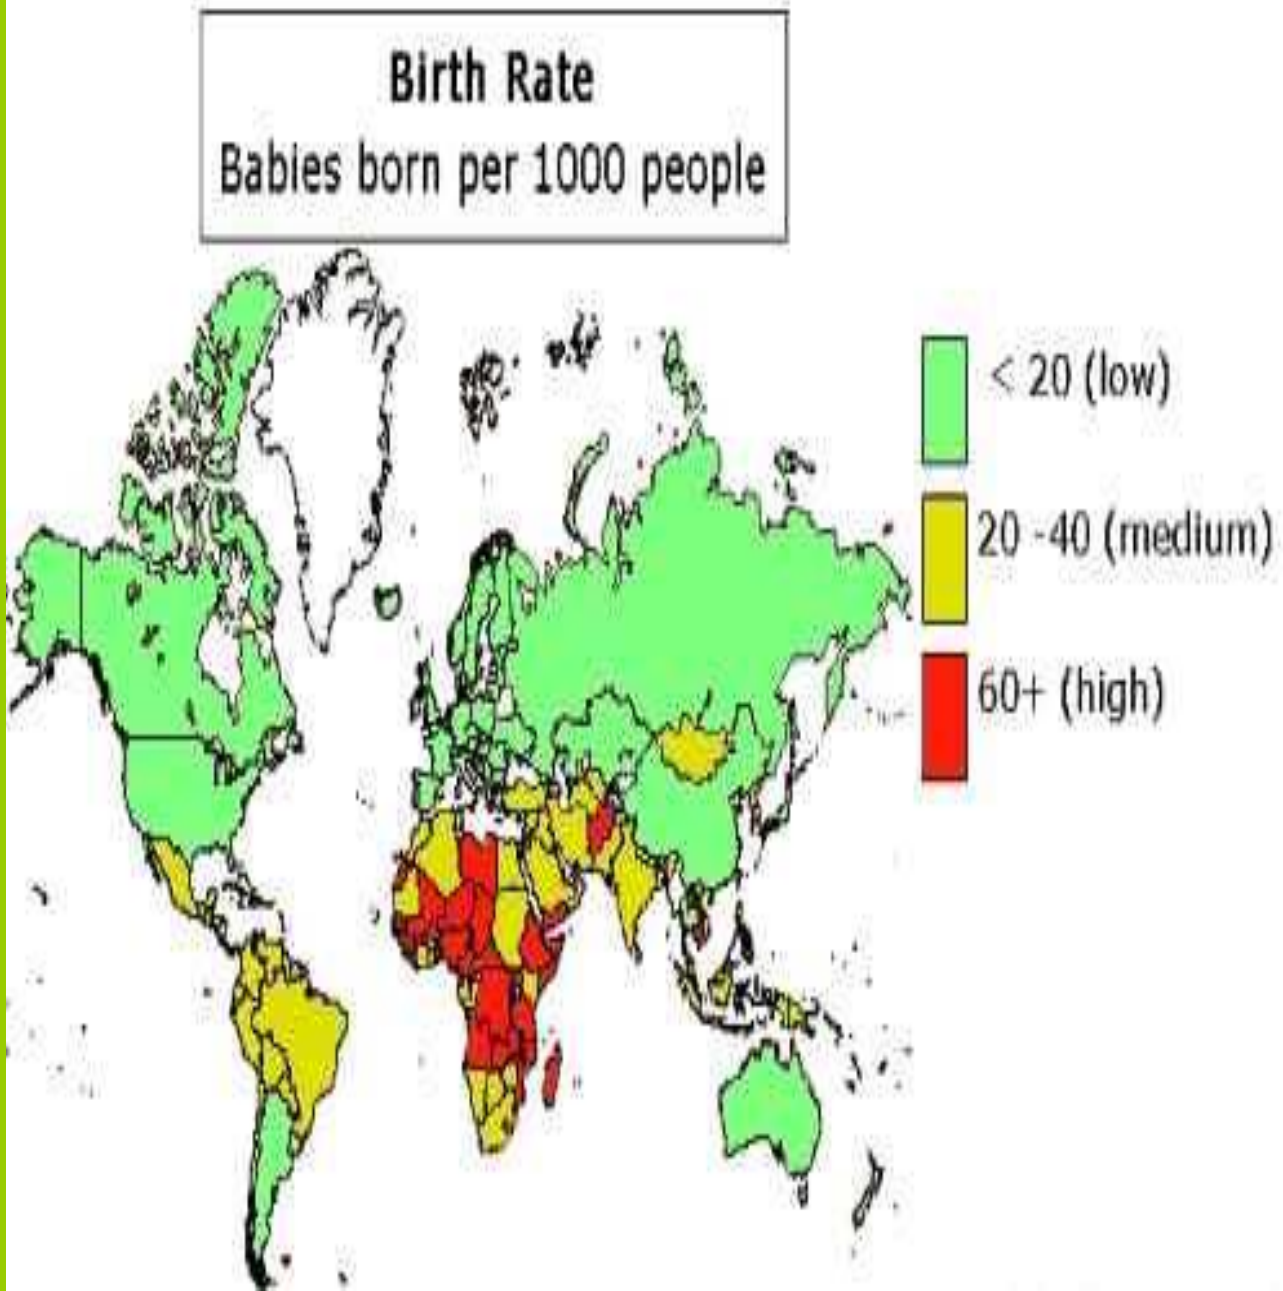 Birth Rate
Babies born per 1000 people
< 20 (low)
20 -40 (medium)
60+ (high)